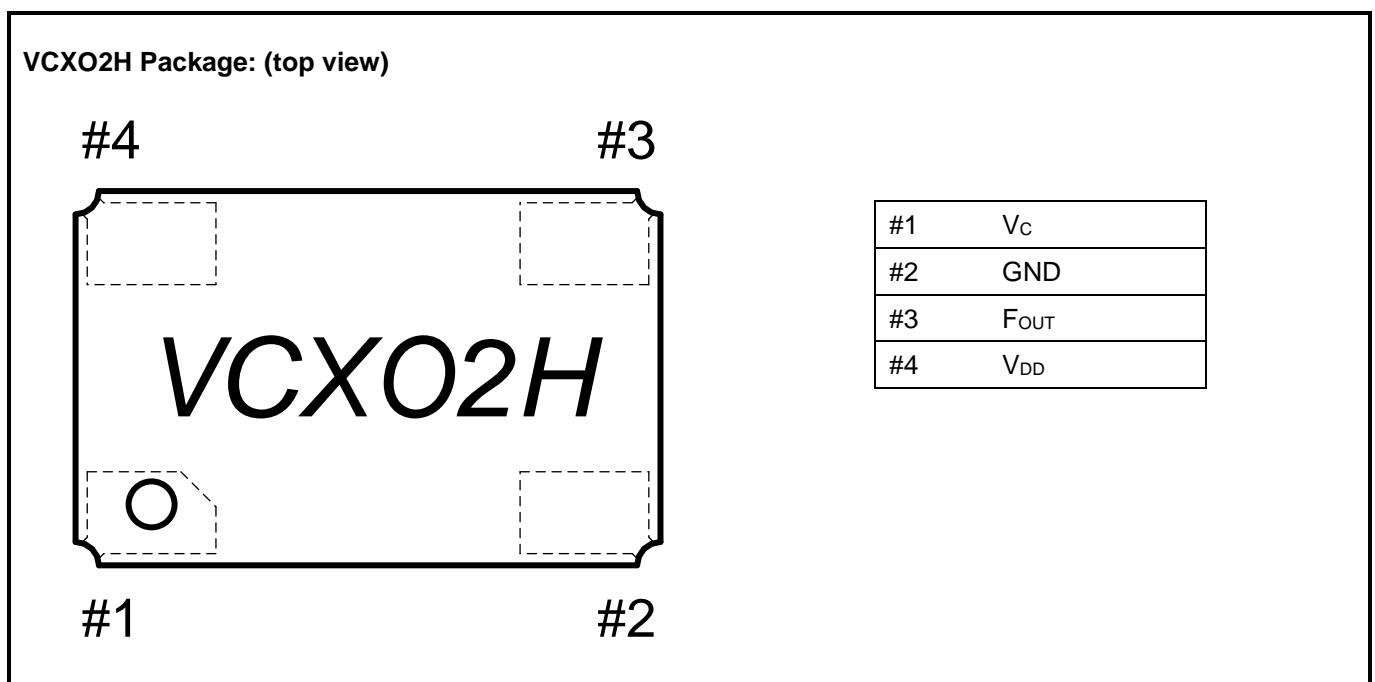 VCXO2H Package: (top view)
#4 #3
VCXO2H
#1 #2
#1 VC
#2 GND
#3 FOUT
#4 VDD